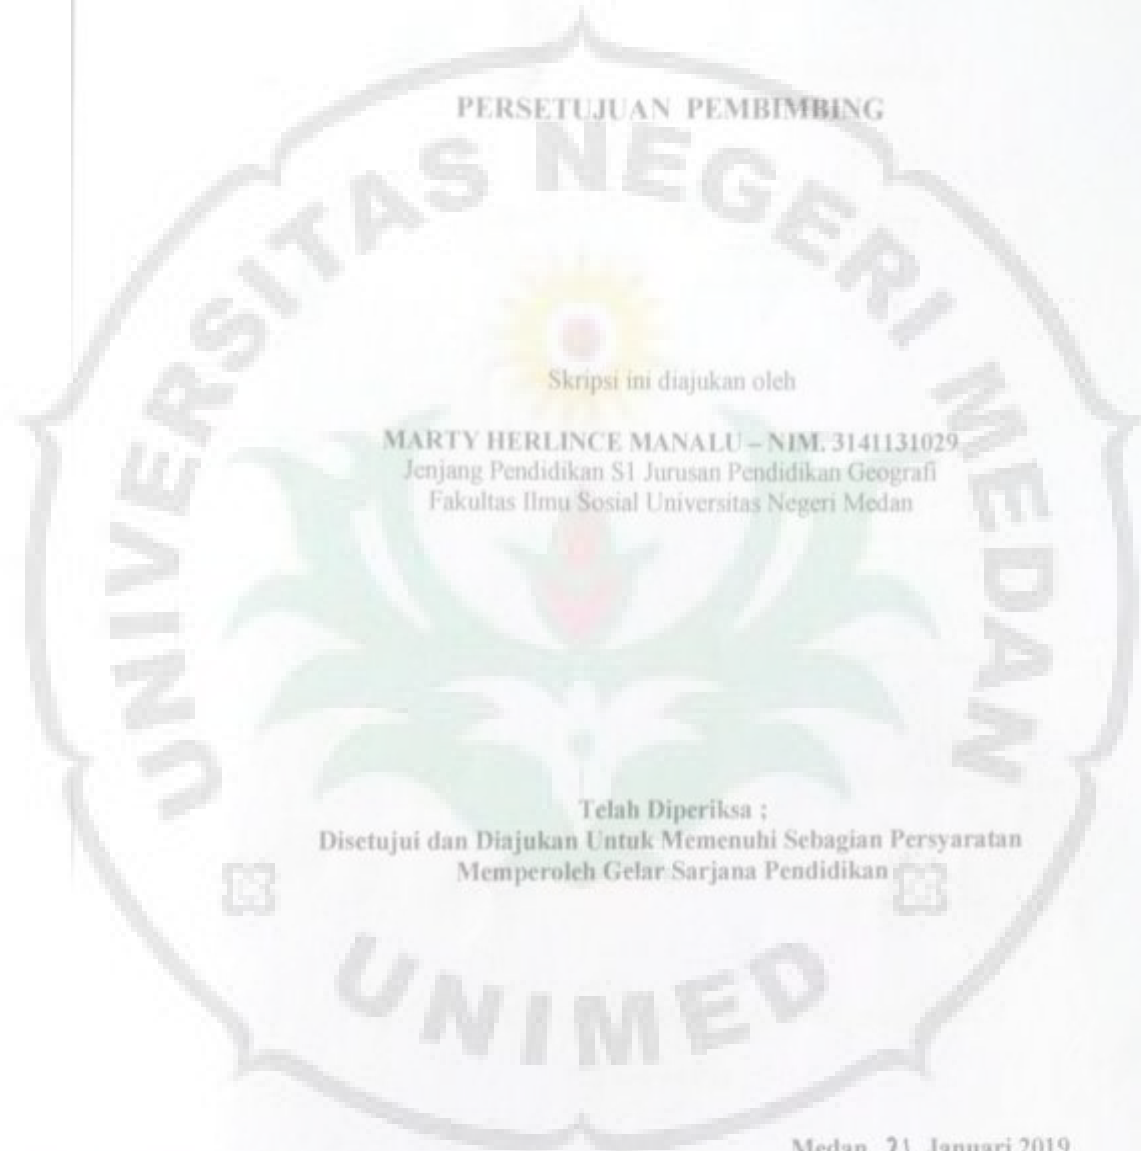 PERSETUJUAN PEMBIMBING
UNIVERSITAS NEGERI MEDAN
Skripsi ini diajukan oleh
MARTY HERLINCE MANALU – NIM. 3141131029
Jenjang Pendidikan S1 Jurusan Pendidikan Geografi
Fakultas Ilmu Sosial Universitas Negeri Medan
Telah Diperiksa :
Disetujui dan Diajukan Untuk Memenuhi Sebagian Persyaratan
Memperoleh Gelar Sarjana Pendidikan
UNIMED
Medan, 21 Januari 2019